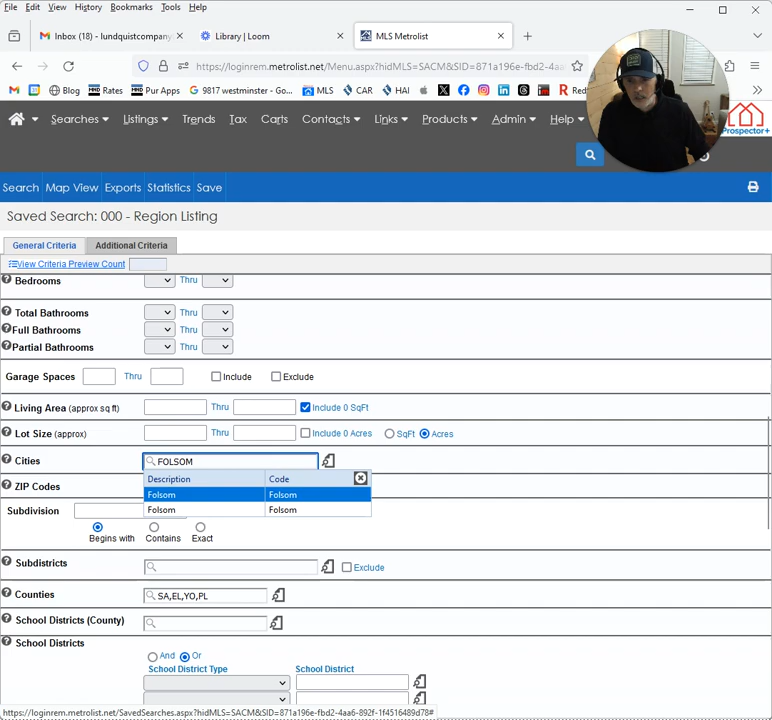 File Edit View History Bookmarks Tools Help
Inbox (18) - lundquistcompany
Library | Loom
MLS Metrolist
https://loginrem.metrolist.net/Menu.aspx?hidMLS=SACM&SID=871a196e-fbd2-4aa
Blog Rates Pur Apps 9817 westminster - Go... MLS CAR HAI Red
Searches Listings Trends Tax Carts Contacts Links Products Admin Help
Prospector+
Search Map View Exports Statistics Save
Saved Search: 000 - Region Listing
General Criteria Additional Criteria
View Criteria Preview Count
Bedrooms Thru
Total Bathrooms Thru
Full Bathrooms Thru
Partial Bathrooms Thru
Garage Spaces Thru Include Exclude
Living Area (approx sq ft) Thru Include 0 SqFt
Lot Size (approx) Thru Include 0 Acres SqFt Acres
Cities FOLSOM
Description Code
ZIP Codes
Folsom Folsom
Subdivision Folsom Folsom
Begins with Contains Exact
Subdistricts Exclude
Counties SA,EL,YO,PL
School Districts (County)
School Districts
And Or
School District Type School District
https://loginrem.metrolist.net/SavedSearches.aspx?hidMLS=SACM&SID=871a196e-fbd2-4aa6-892f-1f4516489d78#